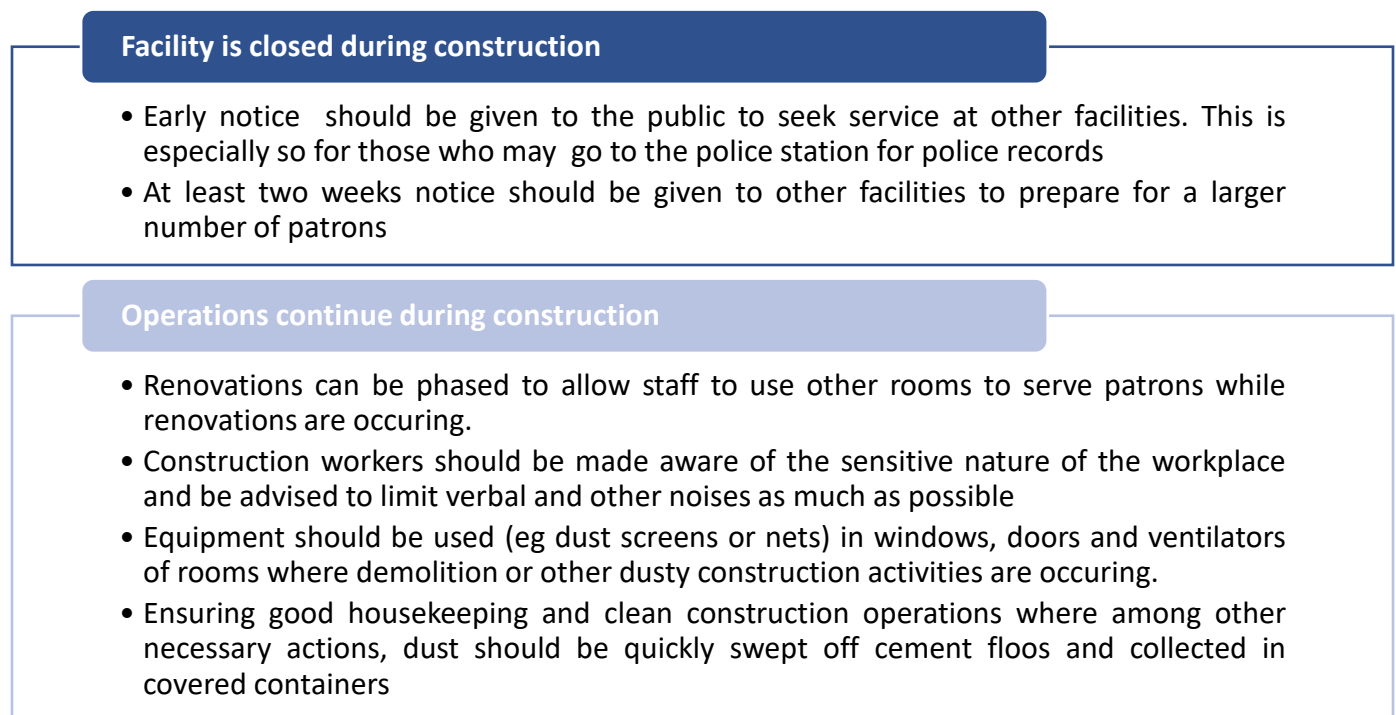 Facility is closed during construction
• Early notice  should be given to the public to seek service at other facilities. This is
especially so for those who may  go to the police station for police records
• At least two weeks notice should be given to other facilities to prepare for a larger
number of patrons
Operations continue during construction
• Renovations can be phased to allow staff to use other rooms to serve patrons while
renovations are occuring.
• Construction workers should be made aware of the sensitive nature of the workplace
and be advised to limit verbal and other noises as much as possible
• Equipment should be used (eg dust screens or nets) in windows, doors and ventilators
of rooms where demolition or other dusty construction activities are occuring.
• Ensuring good housekeeping and clean construction operations where among other
necessary actions, dust should be quickly swept off cement floos and collected in
covered containers